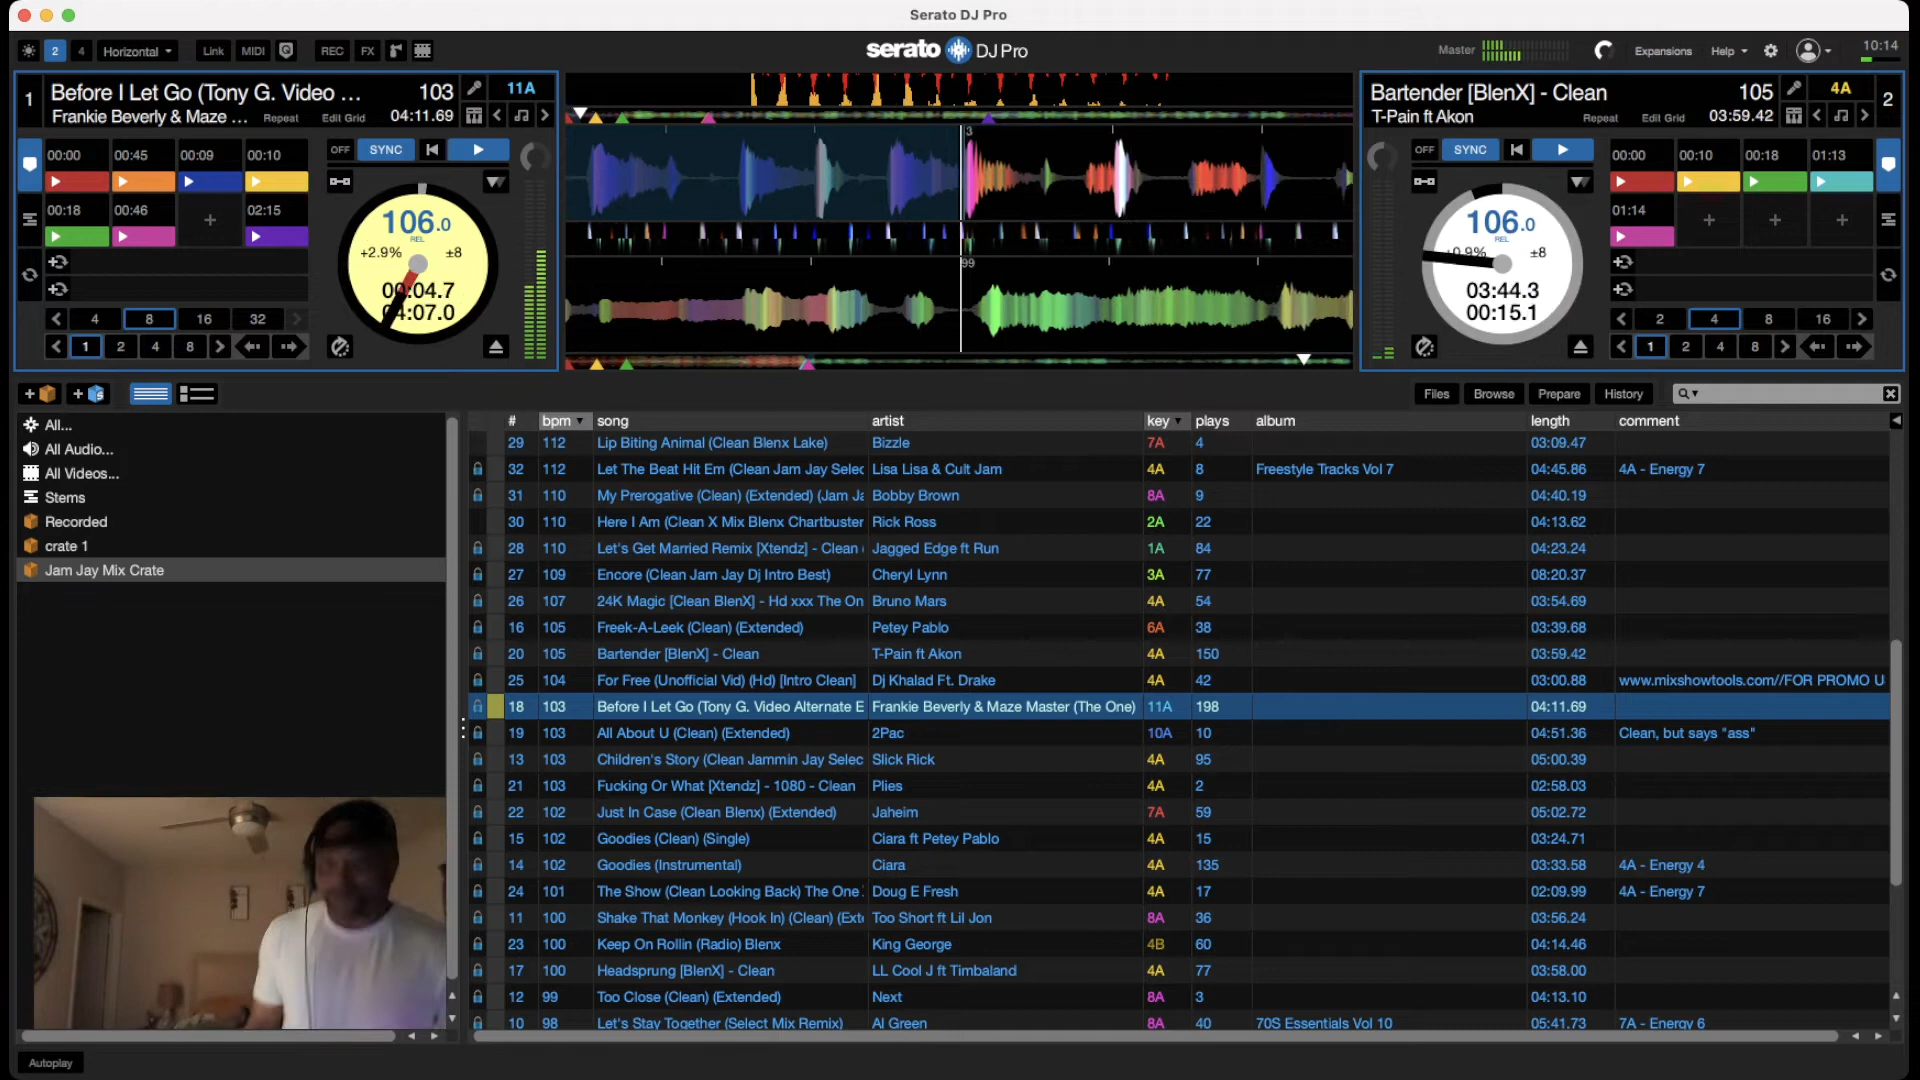 Serato DJ Pro
2 4 Horizontal Link MIDI REC FX serato DJ Pro Master Expansions Help 10:14
1 Before I Let Go (Tony G. Video ... 103 11A
Frankie Beverly & Maze ... Repeat Edit Grid 04:11.69
Bartender [BlenX] - Clean 105 4A 2
T-Pain ft Akon Repeat Edit Grid 03:59.42
00:00 00:45 00:09 00:10 OFF SYNC
00:18 00:46 + 02:15
106.0
REL
+2.9% ±8
00:04.7
04:07.0
4 8 16 32
1 2 4 8
3
99
OFF SYNC 00:00 00:10 00:18 01:13
01:14 + + +
106.0
REL
+0.9% ±8
03:44.3
00:15.1
2 4 8 16
1 2 4 8
Files Browse Prepare History
All...
All Audio...
All Videos...
Stems
Recorded
crate 1
Jam Jay Mix Crate
# bpm song artist key plays album length comment
29 112 Lip Biting Animal (Clean Blenx Lake) Bizzle 7A 4 03:09.47
32 112 Let The Beat Hit Em (Clean Jam Jay Selec Lisa Lisa & Cult Jam 4A 8 Freestyle Tracks Vol 7 04:45.86 4A - Energy 7
31 110 My Prerogative (Clean) (Extended) (Jam Ja Bobby Brown 8A 9 04:40.19
30 110 Here I Am (Clean X Mix Blenx Chartbuster Rick Ross 2A 22 04:13.62
28 110 Let's Get Married Remix [Xtendz] - Clean Jagged Edge ft Run 1A 84 04:23.24
27 109 Encore (Clean Jam Jay Dj Intro Best) Cheryl Lynn 3A 77 08:20.37
26 107 24K Magic [Clean BlenX] - Hd xxx The On Bruno Mars 4A 54 03:54.69
16 105 Freek-A-Leek (Clean) (Extended) Petey Pablo 6A 38 03:39.68
20 105 Bartender [BlenX] - Clean T-Pain ft Akon 4A 150 03:59.42
25 104 For Free (Unofficial Vid) (Hd) [Intro Clean] Dj Khalad Ft. Drake 4A 42 03:00.88 www.mixshowtools.com//FOR PROMO U
18 103 Before I Let Go (Tony G. Video Alternate E Frankie Beverly & Maze Master (The One) 11A 198 04:11.69
19 103 All About U (Clean) (Extended) 2Pac 10A 10 04:51.36 Clean, but says "ass"
13 103 Children's Story (Clean Jammin Jay Selec Slick Rick 4A 95 05:00.39
21 103 Fucking Or What [Xtendz] - 1080 - Clean Plies 4A 2 02:58.03
22 102 Just In Case (Clean Blenx) (Extended) Jaheim 7A 59 05:02.72
15 102 Goodies (Clean) (Single) Ciara ft Petey Pablo 4A 15 03:24.71
14 102 Goodies (Instrumental) Ciara 4A 135 03:33.58 4A - Energy 4
24 101 The Show (Clean Looking Back) The One Doug E Fresh 4A 17 02:09.99 4A - Energy 7
11 100 Shake That Monkey (Hook In) (Clean) (Exte Too Short ft Lil Jon 8A 36 03:56.24
23 100 Keep On Rollin (Radio) Blenx King George 4B 60 04:14.46
17 100 Headsprung [BlenX] - Clean LL Cool J ft Timbaland 4A 77 03:58.00
12 99 Too Close (Clean) (Extended) Next 8A 3 04:13.10
10 98 Let's Stay Together (Select Mix Remix) Al Green 8A 40 70S Essentials Vol 10 05:41.73 7A - Energy 6
Autoplay